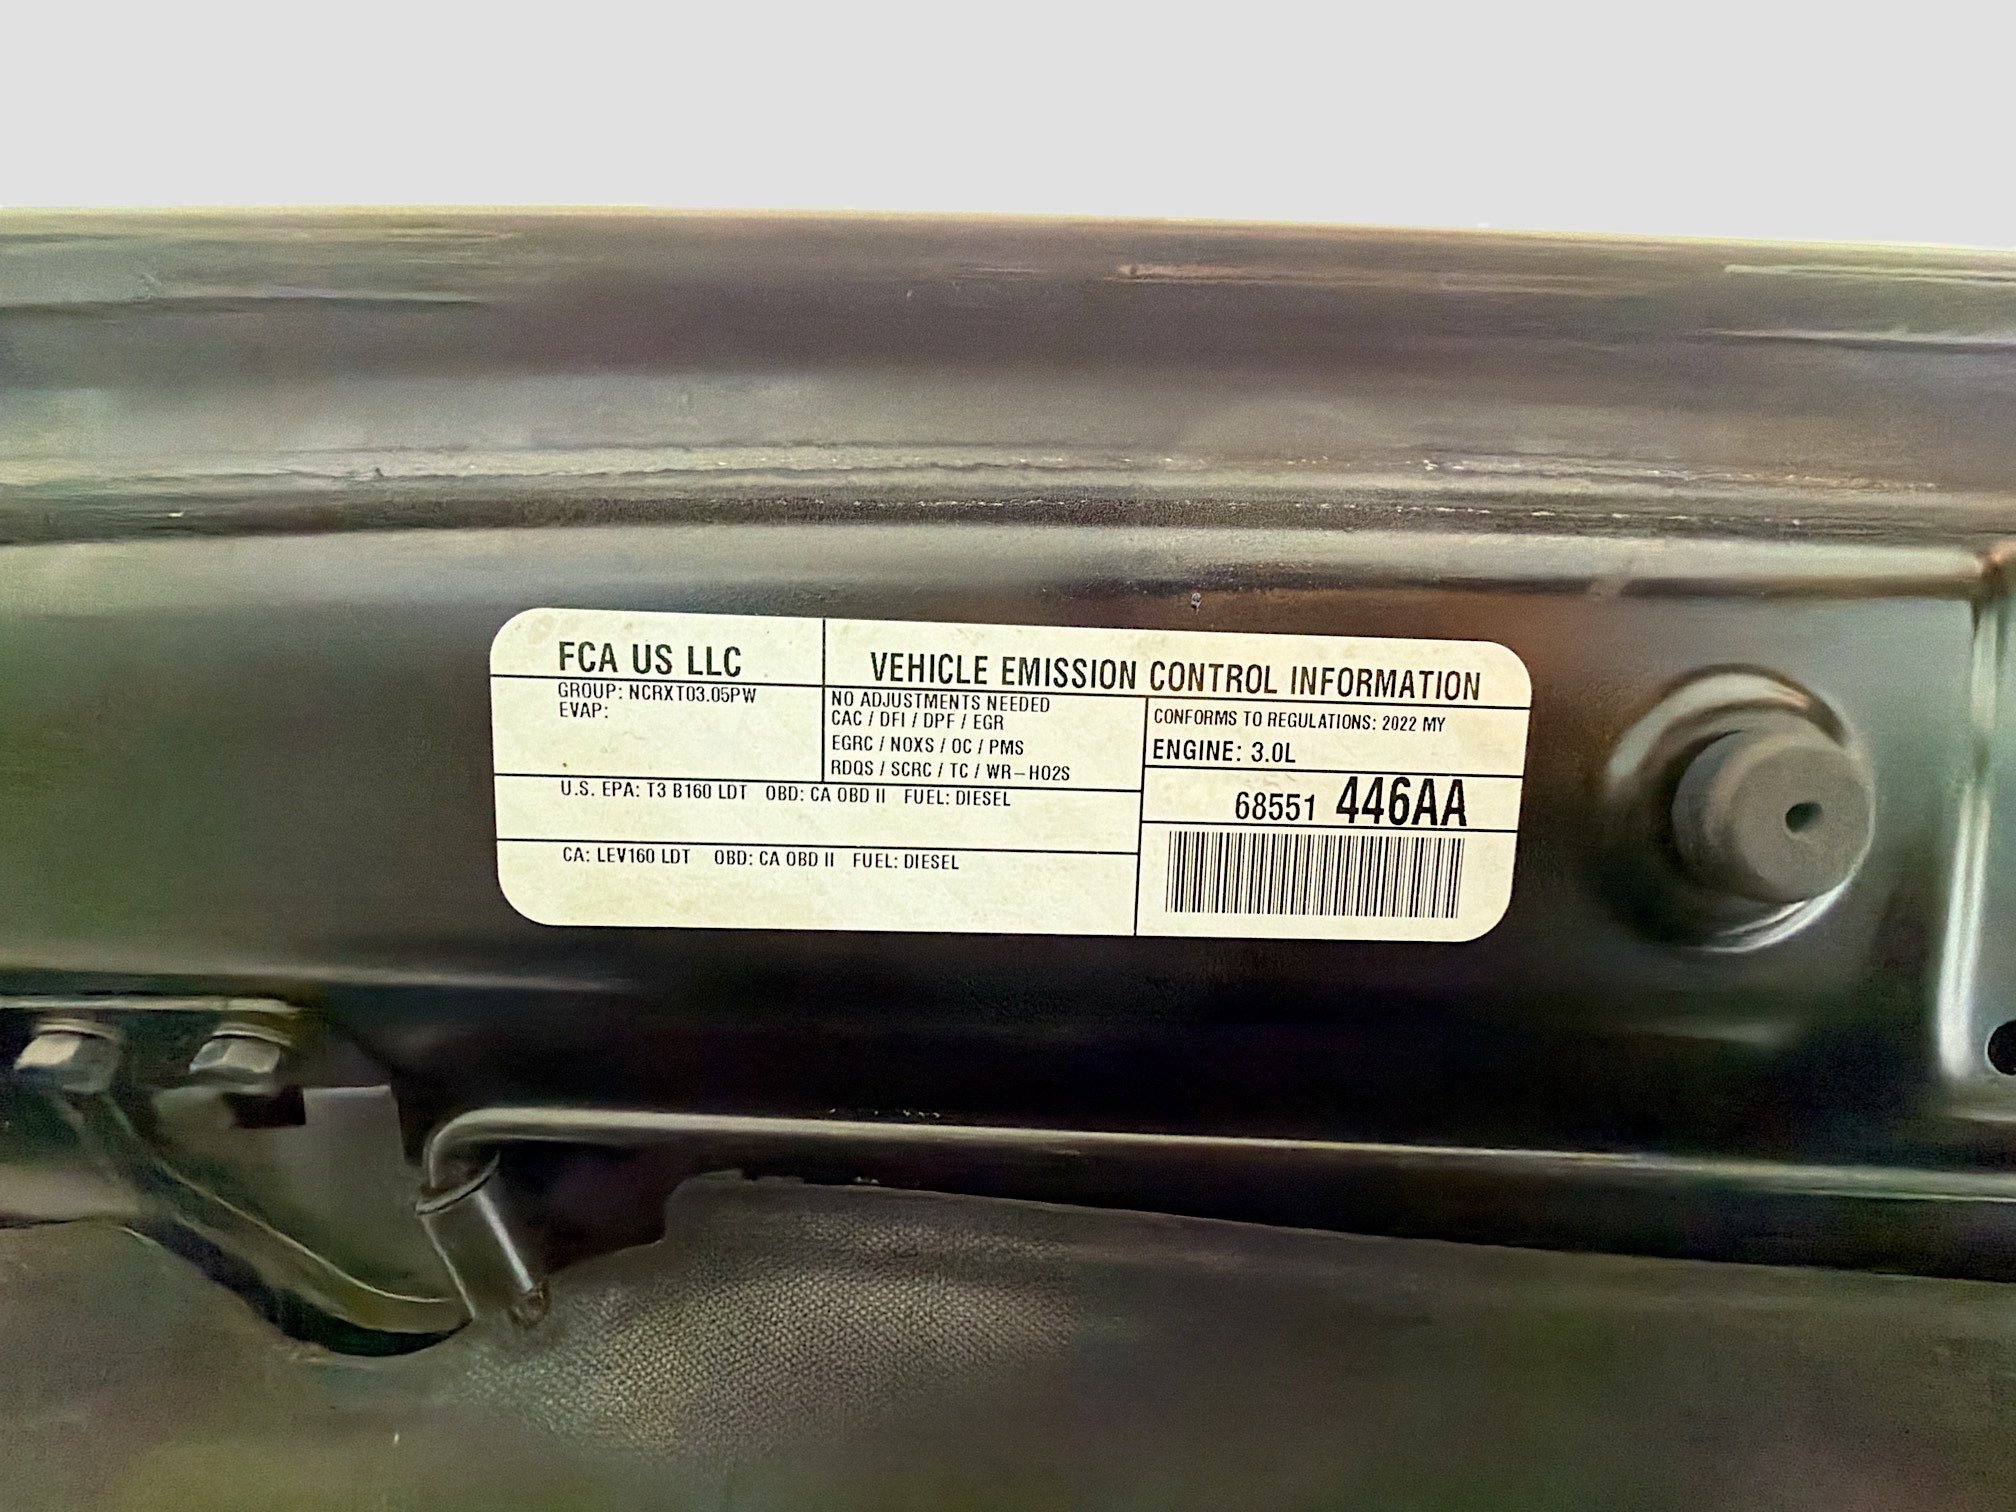 FCA US LLC
VEHICLE EMISSION CONTROL INFORMATION
GROUP: NCRXT03.05PW
EVAP:
NO ADJUSTMENTS NEEDED
CAC / DFI / DPF / EGR
EGRC / NOXS / OC / PMS
RDQS / SCRC / TC / WR-HO2S
CONFORMS TO REGULATIONS: 2022 MY
ENGINE: 3.0L
U.S. EPA: T3 B160 LDT OBD: CA OBD II FUEL: DIESEL
68551 446AA
CA: LEV160 LDT OBD: CA OBD II FUEL: DIESEL